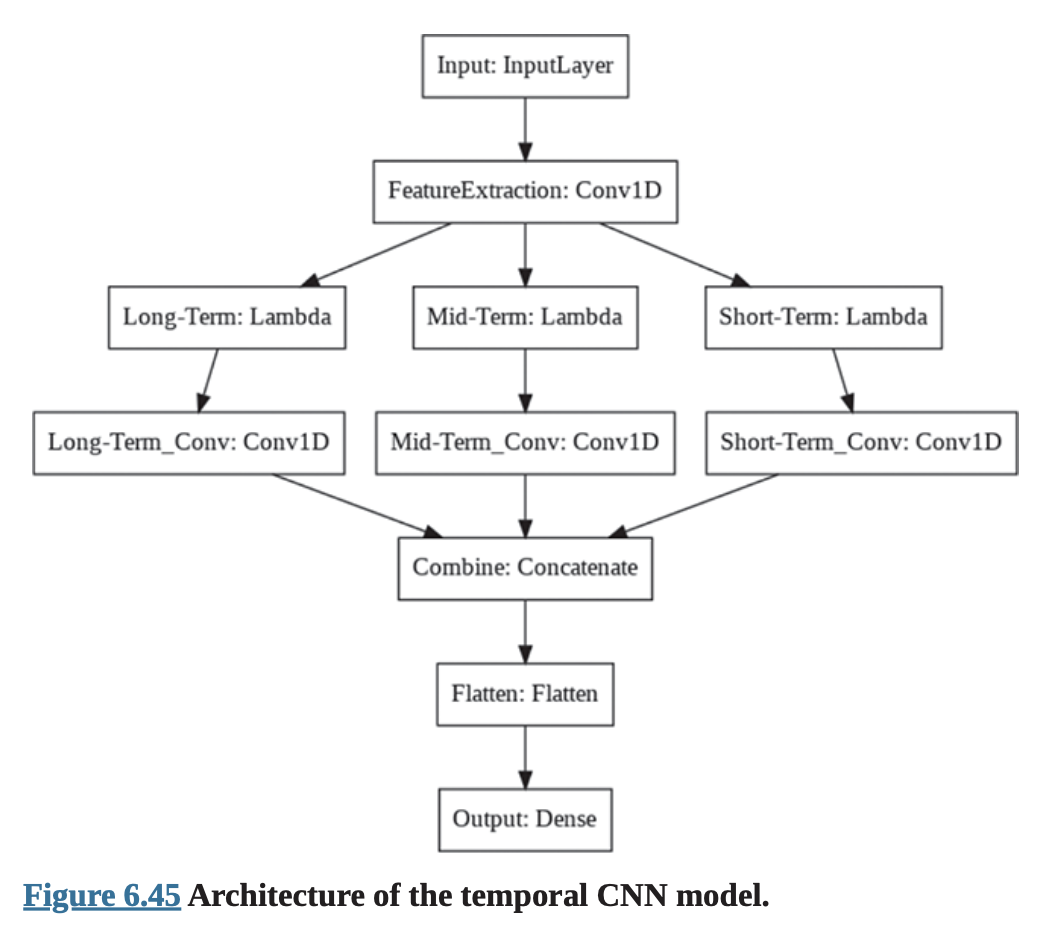 Input: InputLayer
FeatureExtraction: Conv1D
Long-Term: Lambda
Mid-Term: Lambda
Short-Term: Lambda
Long-Term_Conv: Conv1D
Mid-Term_Conv: Conv1D
Short-Term_Conv: Conv1D
Combine: Concatenate
Flatten: Flatten
Output: Dense
Figure 6.45 Architecture of the temporal CNN model.